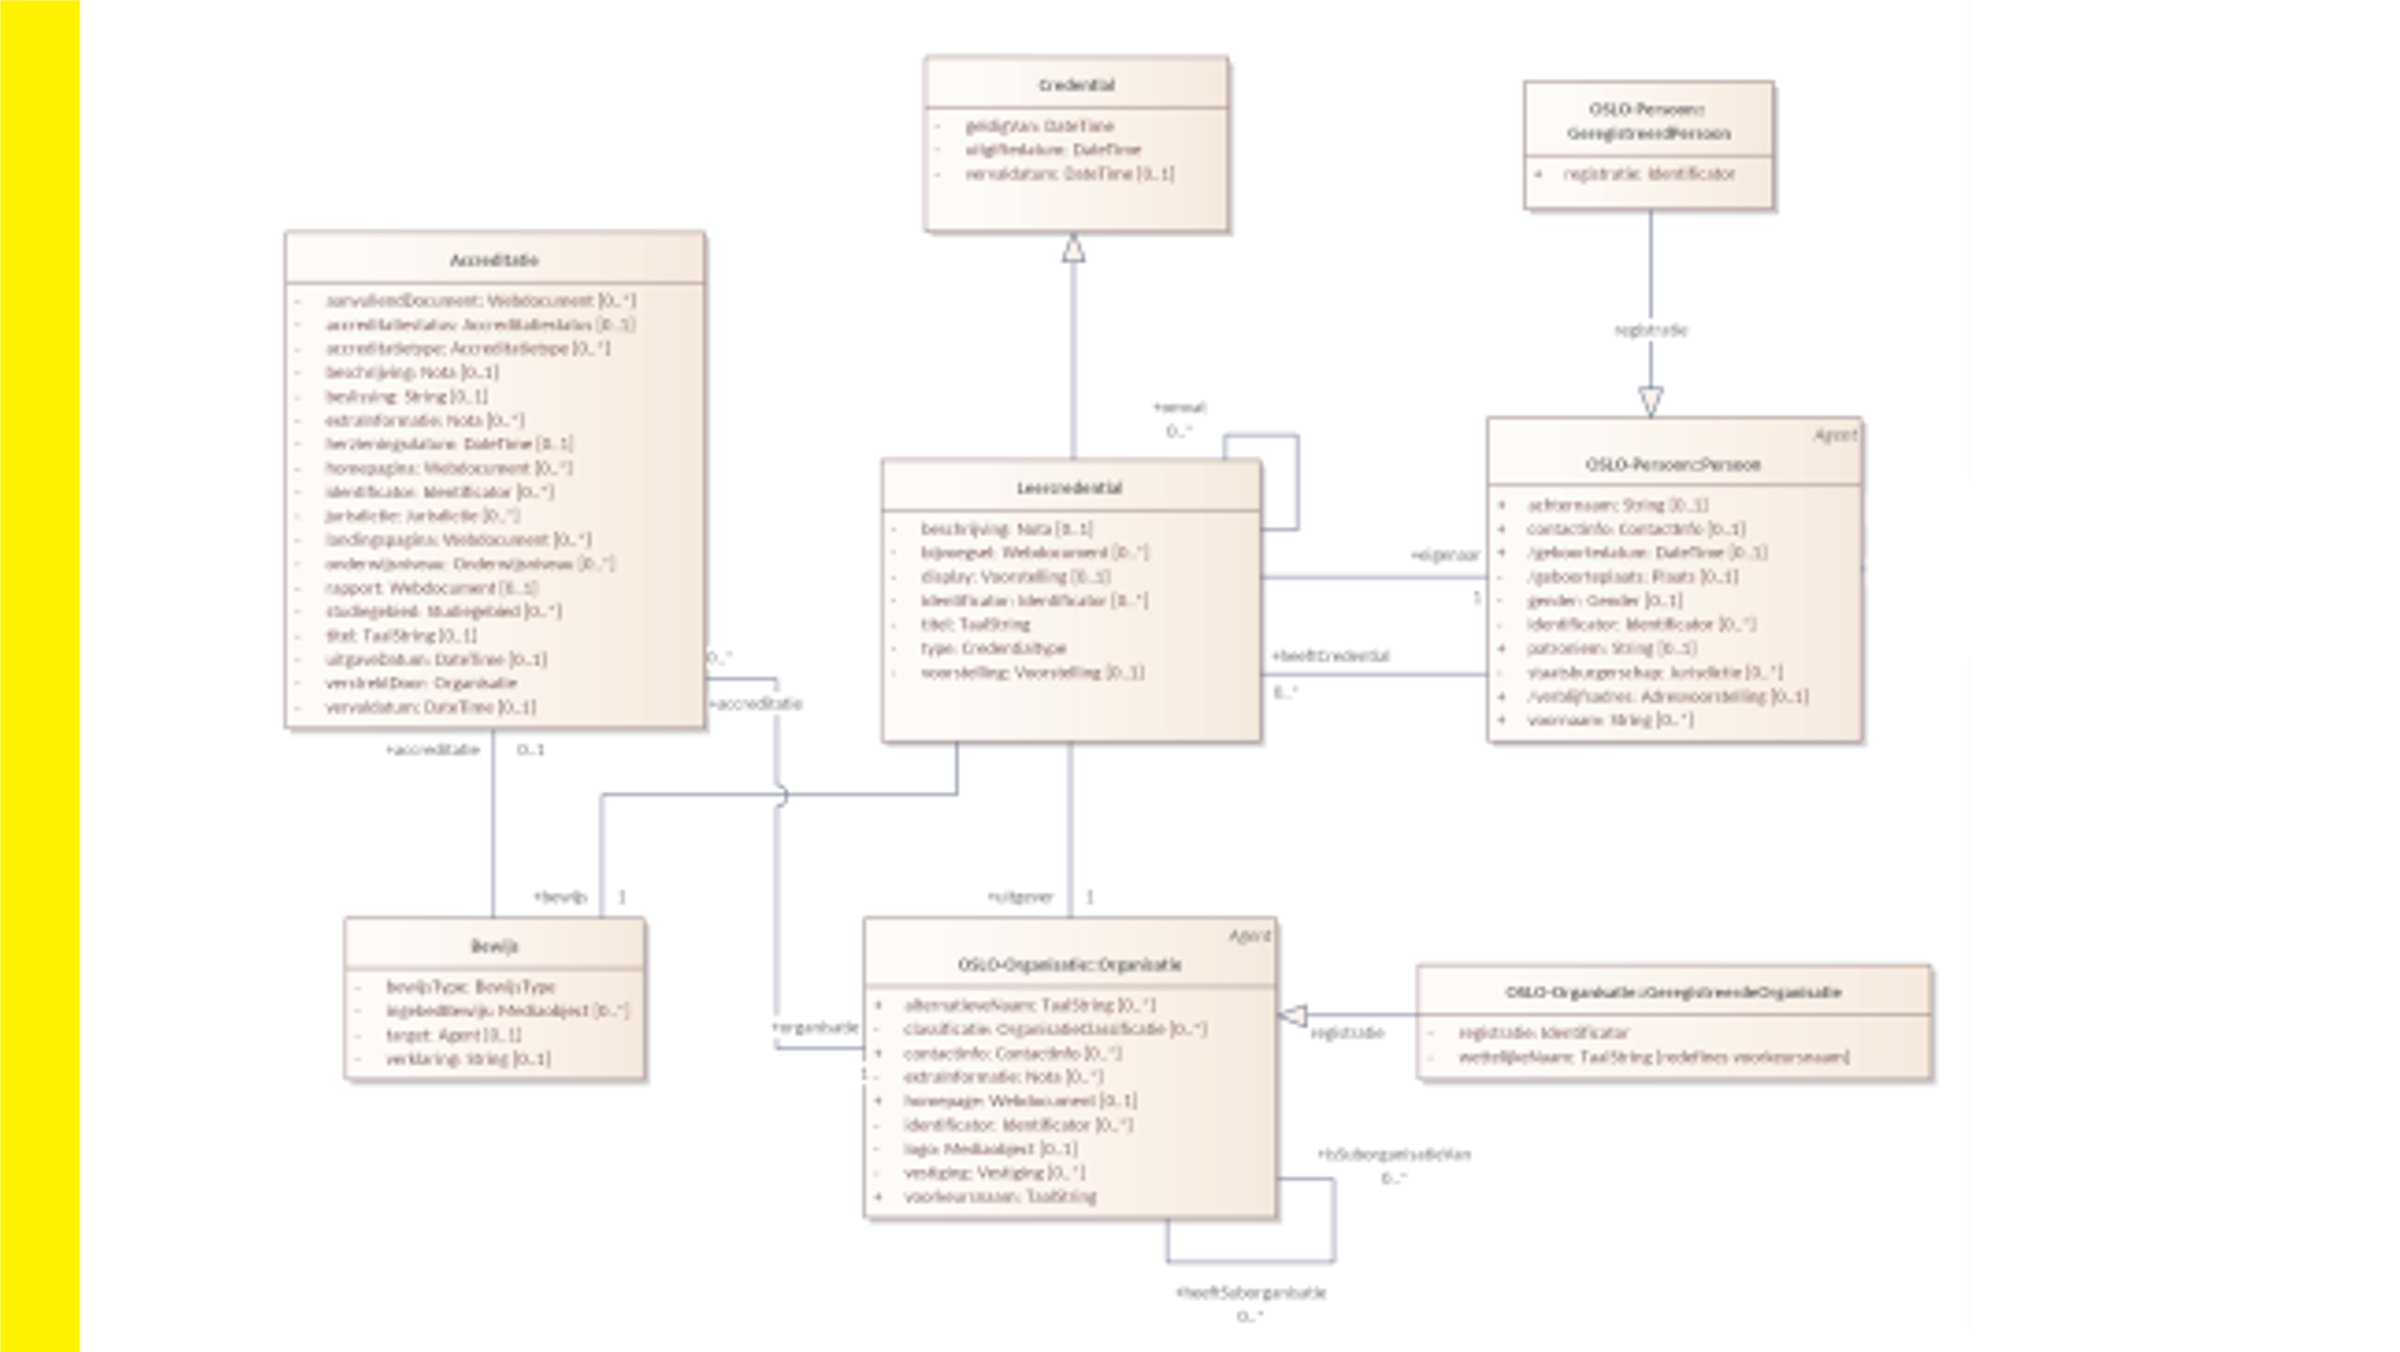 Credential
- geldigVan: DateTime
- uitgiftedatum: DateTime
- vervaldatum: DateTime [0..1]
OSLO-Persoon::
GeregistreerdPersoon
+ registratie: Identificator
registratie
Accreditatie
- aanvullendDocument: Webdocument [0..*]
- accreditatiestatus: Accreditatiestatus [0..1]
- accreditatietype: Accreditatietype [0..*]
- beschrijving: Nota [0..1]
- beslissing: String [0..1]
- extraInformatie: Nota [0..*]
- herzieningsdatum: DateTime [0..1]
- homepagina: Webdocument [0..*]
- identificator: Identificator [0..*]
- jurisdictie: Jurisdictie [0..*]
- landingspagina: Webdocument [0..*]
- onderwijsniveau: Onderwijsniveau [0..*]
- rapport: Webdocument [0..1]
- studiegebied: Studiegebied [0..*]
- titel: TaalString [0..1]
- uitgaveDatum: DateTime [0..1]
- verstrektDoor: Organisatie
- vervaldatum: DateTime [0..1]
0..*
+accreditatie
+accreditatie 0..1
+omvat
0..*
Leercredential
- beschrijving: Nota [0..1]
- bijvoegsel: Webdocument [0..*]
- display: Voorstelling [0..1]
- identificator: Identificator [0..*]
- titel: TaalString
- type: Credentialtype
- voorstelling: Voorstelling [0..1]
+eigenaar
1
+heeftCredential
0..*
Agent
OSLO-Persoon::Persoon
+ achternaam: String [0..1]
+ contactinfo: ContactInfo [0..1]
+ /geboortedatum: DateTime [0..1]
- /geboorteplaats: Plaats [0..1]
- gender: Gender [0..1]
- identificator: Identificator [0..*]
+ patroniem: String [0..1]
- staatsburgerschap: Jurisdictie [0..*]
+ /verblijfsadres: Adresvoorstelling [0..1]
+ voornaam: String [0..*]
+bewijs 1
+uitgever 1
Bewijs
- bewijsType: BewijsType
- ingebedBewijs: Mediaobject [0..*]
- target: Agent [0..1]
- verklaring: String [0..1]
+organisatie
1
Agent
OSLO-Organisatie::Organisatie
+ alternatieveNaam: TaalString [0..*]
- classificatie: OrganisatieClassificatie [0..*]
+ contactinfo: ContactInfo [0..*]
- extraInformatie: Nota [0..*]
+ homepage: Webdocument [0..1]
- identificator: Identificator [0..*]
- logo: Mediaobject [0..1]
- vestiging: Vestiging [0..*]
+ voorkeursnaam: TaalString
registratie
OSLO-Organisatie::GeregistreerdeOrganisatie
- registratie: Identificator
- wettelijkeNaam: TaalString {redefines voorkeursnaam}
+isSuborganisatieVan
0..*
+heeftSuborganisatie
0..*